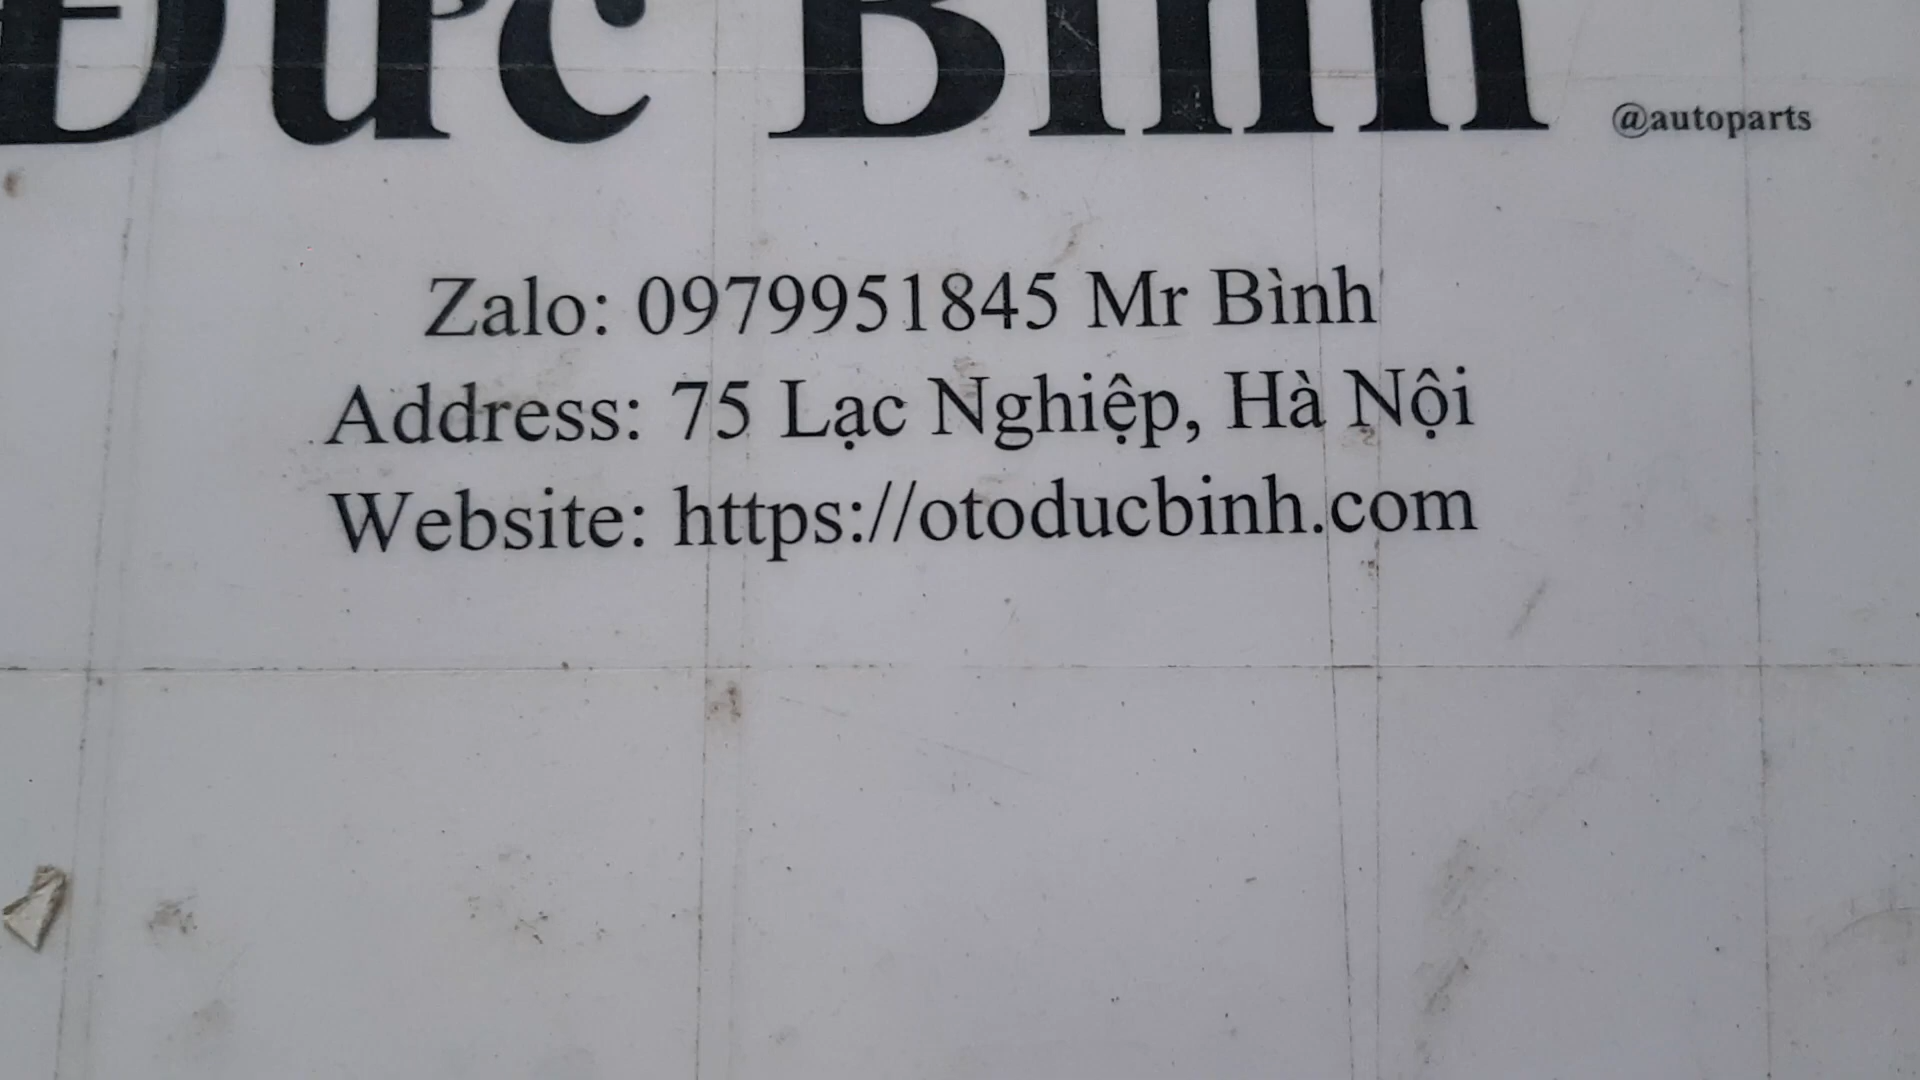 Đức Bình @autoparts
Zalo: 0979951845 Mr Bình
Address: 75 Lạc Nghiệp, Hà Nội
Website: https://otoducbinh.com